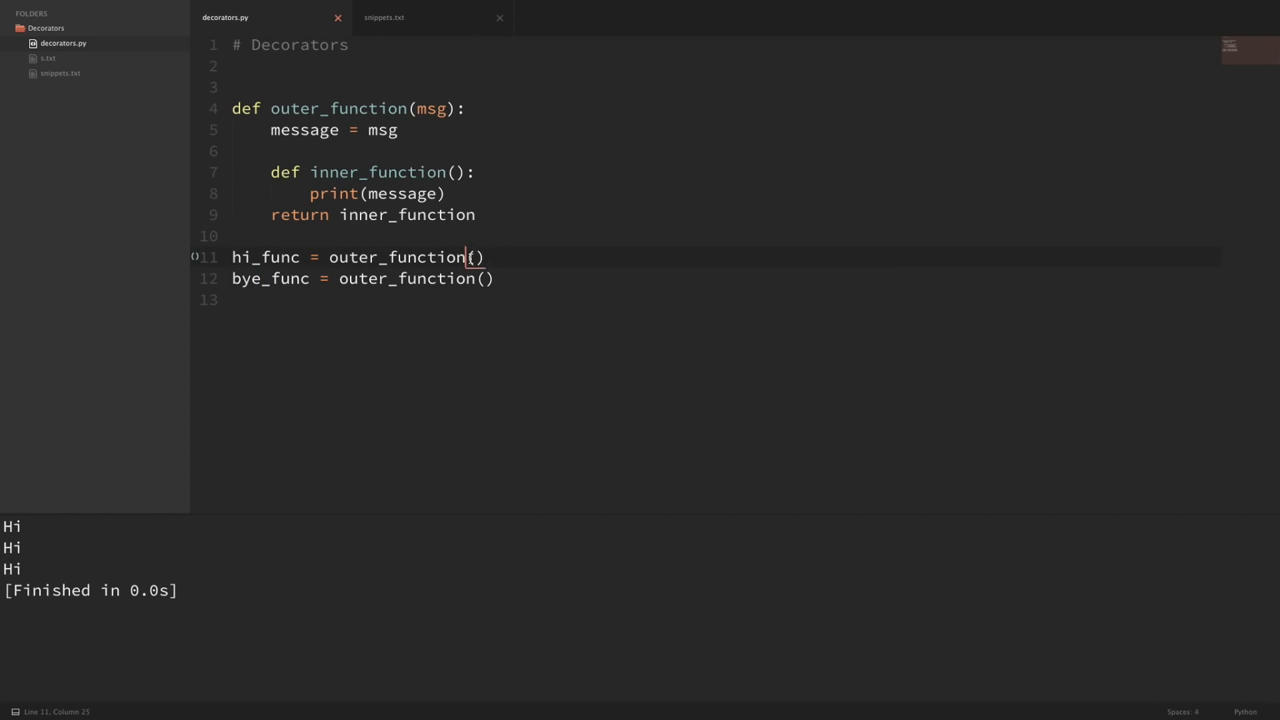 FOLDERS
Decorators
decorators.py
s.txt
snippets.txt
decorators.py
snippets.txt
1 # Decorators
2
3
4 def outer_function(msg):
5 message = msg
6
7 def inner_function():
8 print(message)
9 return inner_function
10
11 hi_func = outer_function()
12 bye_func = outer_function()
13
Hi
Hi
Hi
[Finished in 0.0s]
Line 11, Column 25
Spaces: 4
Python